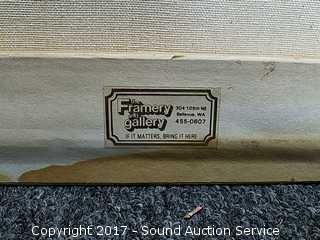 The
Framery
gallery
304 108th NE
Bellevue, WA
455-0607
IF IT MATTERS, BRING IT HERE
Copyright 2017 - Sound Auction Service